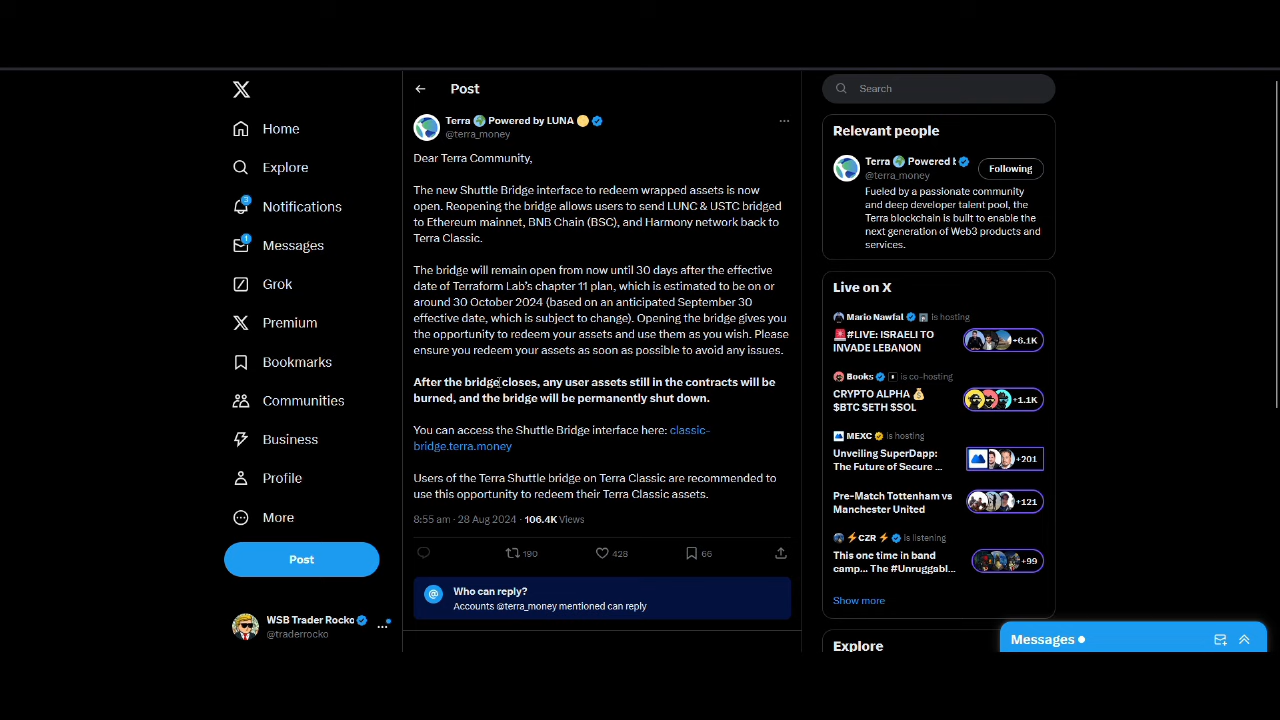 Home
Explore
3
Notifications
1
Messages
Grok
Premium
Bookmarks
Communities
Business
Profile
More
Post
WSB Trader Rocko
@traderrocko
Post
Terra Powered by LUNA
@terra_money
Dear Terra Community,
The new Shuttle Bridge interface to redeem wrapped assets is now
open. Reopening the bridge allows users to send LUNC & USTC bridged
to Ethereum mainnet, BNB Chain (BSC), and Harmony network back to
Terra Classic.
The bridge will remain open from now until 30 days after the effective
date of Terraform Lab's chapter 11 plan, which is estimated to be on or
around 30 October 2024 (based on an anticipated September 30
effective date, which is subject to change). Opening the bridge gives you
the opportunity to redeem your assets and use them as you wish. Please
ensure you redeem your assets as soon as possible to avoid any issues.
After the bridge closes, any user assets still in the contracts will be
burned, and the bridge will be permanently shut down.
You can access the Shuttle Bridge interface here: classic-
bridge.terra.money
Users of the Terra Shuttle bridge on Terra Classic are recommended to
use this opportunity to redeem their Terra Classic assets.
8:55 am · 28 Aug 2024 · 106.4K Views
190
428
66
Who can reply?
Accounts @terra_money mentioned can reply
Search
Relevant people
Terra Powered b
@terra_money
Following
Fueled by a passionate community
and deep developer talent pool, the
Terra blockchain is built to enable the
next generation of Web3 products and
services.
Live on X
Mario Nawfal is hosting
#LIVE: ISRAELI TO
INVADE LEBANON
+6.1K
Books is co-hosting
CRYPTO ALPHA
$BTC $ETH $SOL
+1.1K
MEXC is hosting
Unveiling SuperDapp:
The Future of Secure ...
+201
Pre-Match Tottenham vs
Manchester United
+121
CZR is listening
This one time in band
camp... The #Unruggabl...
+99
Show more
Explore
Messages